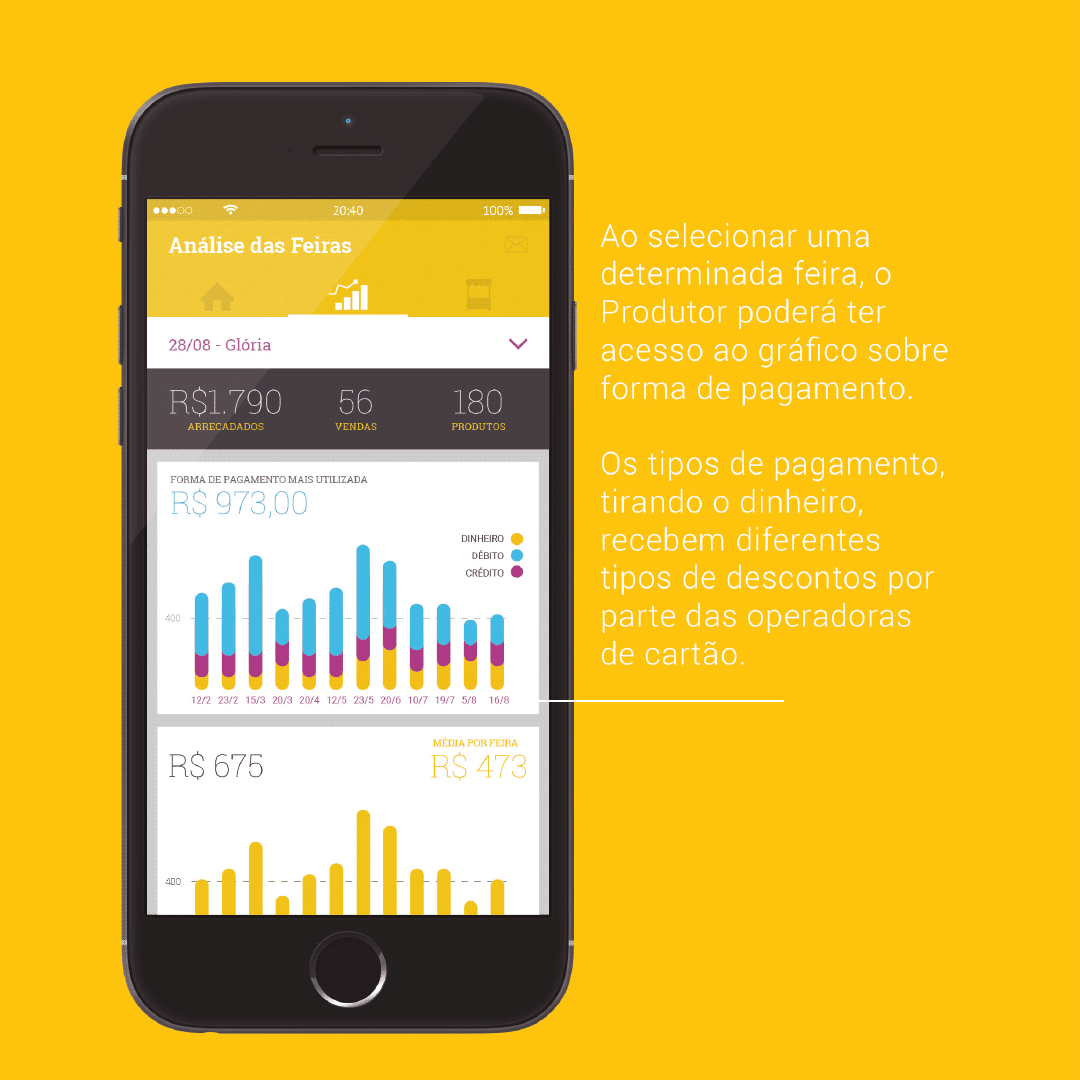 20:40
100%
Análise das Feiras
28/08 - Glória
R$1.790
56
180
ARRECADADOS
VENDAS
PRODUTOS
FORMA DE PAGAMENTO MAIS UTILIZADA
R$ 973,00
DINHEIRO
DÉBITO
CRÉDITO
400
12/2 23/2 15/3 20/3 20/4 12/5 23/5 20/6 10/7 19/7 5/8 16/8
MÉDIA POR FEIRA
R$ 675
R$ 473
400
Ao selecionar uma
determinada feira, o
Produtor poderá ter
acesso ao gráfico sobre
forma de pagamento.
Os tipos de pagamento,
tirando o dinheiro,
recebem diferentes
tipos de descontos por
parte das operadoras
de cartão.